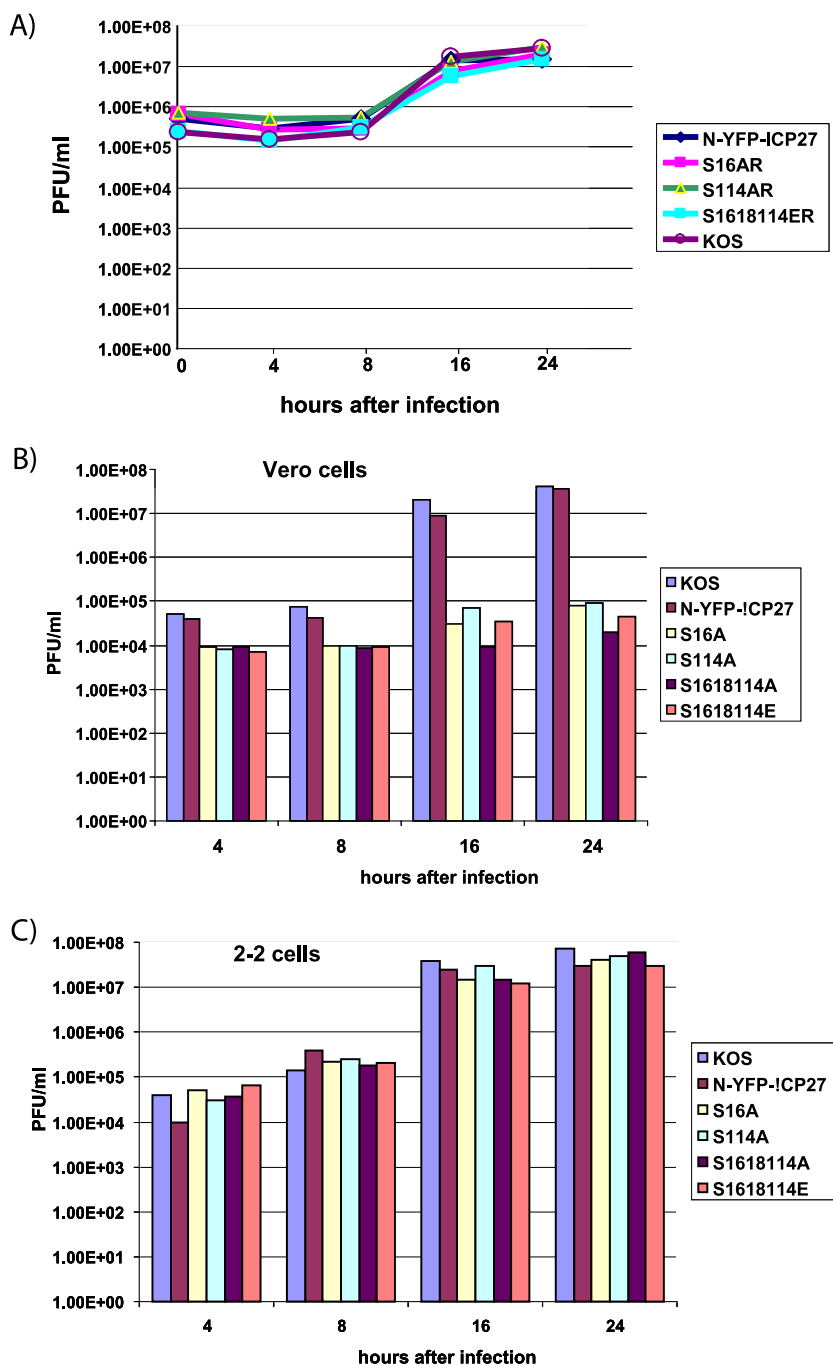 A)
1.00E+08
1.00E+07
1.00E+06
1.00E+05
1.00E+04
1.00E+03
1.00E+02
1.00E+01
1.00E+00
PFU/ml
0 4 8 16 24
hours after infection
N-YFP-ICP27
S16AR
S114AR
S1618114ER
KOS
B)
Vero cells
1.00E+08
1.00E+07
1.00E+06
1.00E+05
1.00E+04
1.00E+03
1.00E+02
1.00E+01
1.00E+00
PFU/ml
4 8 16 24
hours after infection
KOS
N-YFP-!CP27
S16A
S114A
S1618114A
S1618114E
C)
2-2 cells
1.00E+08
1.00E+07
1.00E+06
1.00E+05
1.00E+04
1.00E+03
1.00E+02
1.00E+01
1.00E+00
PFU/ml
4 8 16 24
hours after infection
KOS
N-YFP-!CP27
S16A
S114A
S1618114A
S1618114E